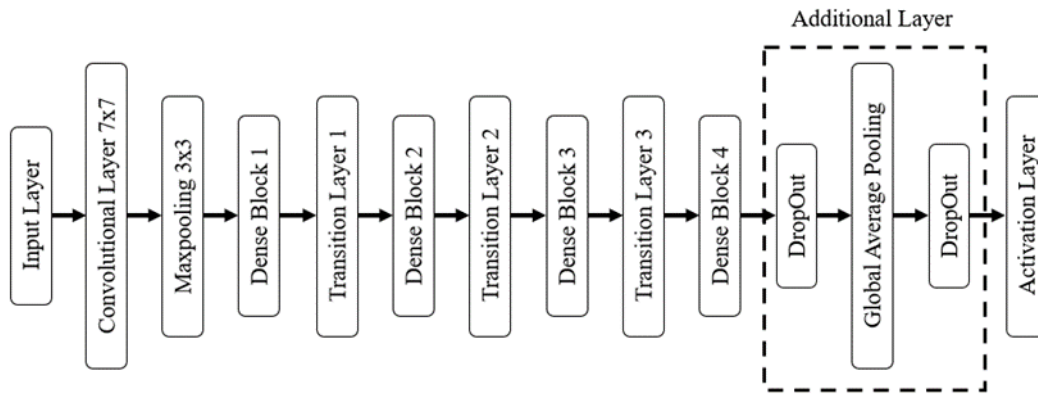 Additional Layer
Input Layer
Convolutional Layer 7x7
Maxpooling 3x3
Dense Block 1
Transition Layer 1
Dense Block 2
Transition Layer 2
Dense Block 3
Transition Layer 3
Dense Block 4
DropOut
Global Average Pooling
DropOut
Activation Layer